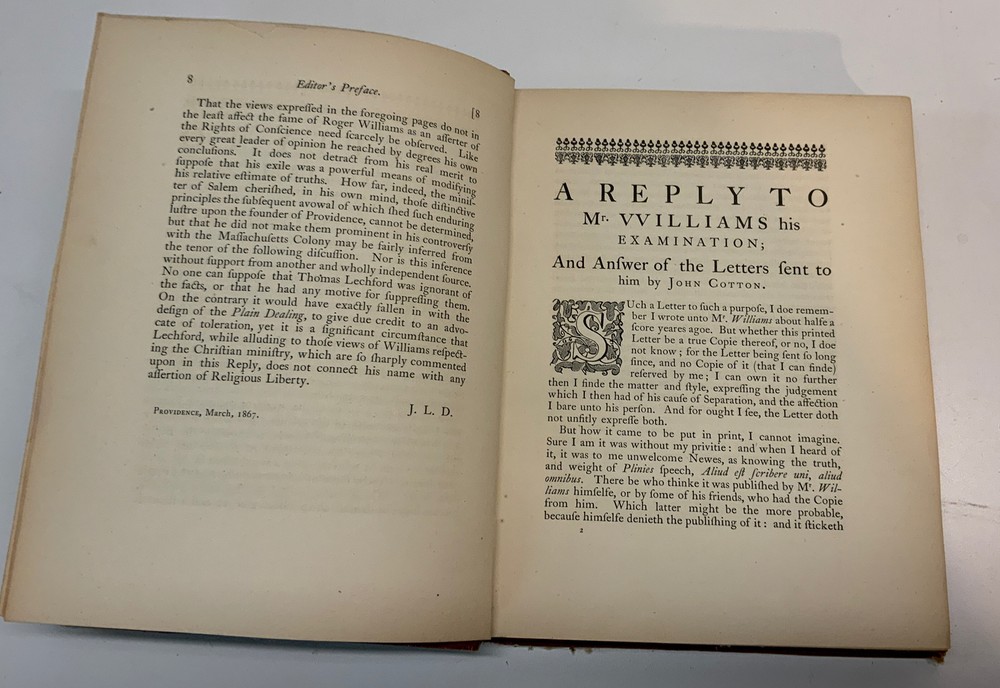 8
Editor's Preface.
[8
That the views expreſſed in the foregoing pages do not in
the leaſt affect the fame of Roger Williams as an aſſerter of
the Rights of Conſcience need ſcarcely be obſerved. Like
every great leader of opinion he reached by degrees his own
concluſions. It does not detract from his real merit to
ſuppoſe that his exile was a powerful means of modifying
his relative eſtimate of truths. How far, indeed, the miniſ-
ter of Salem cheriſhed, in his own mind, thoſe diſtinctive
principles the ſubſequent avowal of which ſhed ſuch enduring
luſtre upon the founder of Providence, cannot be determined,
but that he did not make them prominent in his controverſy
with the Maſſachuſetts Colony may be fairly inferred from
the tenor of the following diſcuſſion. Nor is this inference
without ſupport from another and wholly independent ſource.
No one can ſuppoſe that Thomas Lechford was ignorant of
the facts, or that he had any motive for ſuppreſſing them.
On the contrary it would have exactly fallen in with the
deſign of the Plain Dealing, to give due credit to an advo-
cate of toleration, yet it is a ſignificant circumſtance that
Lechford, while alluding to thoſe views of Williams reſpect-
ing the Chriſtian miniſtry, which are ſo ſharply commented
upon in this Reply, does not connect his name with any
aſſertion of Religious Liberty.
J. L. D.
Providence, March, 1867.
A REPLY TO
Mr. VVILLIAMS his
EXAMINATION;
And Anſwer of the Letters ſent to
him by John Cotton.
SUch a Letter to ſuch a purpoſe, I doe remem-
ber I wrote unto Mr. Williams about halfe a
ſcore yeares agoe. But whether this printed
Letter be a true Copie thereof, or no, I doe
not know; for the Letter being ſent ſo long
ſince, and no Copie of it (that I can finde)
reſerved by me; I can own it no further
then I finde the matter and ſtyle, expreſſing the judgement
which I then had of his cauſe of Separation, and the affection
I bare unto his perſon. And for ought I ſee, the Letter doth
not unfitly expreſſe both.
But how it came to be put in print, I cannot imagine.
Sure I am it was without my privitie: and when I heard of
it, it was to me unwelcome Newes, as knowing the truth,
and weight of Plinies ſpeech, Aliud eſt ſcribere uni, aliud
omnibus. There be who thinke it was publiſhed by Mr. Wil-
liams himſelfe, or by ſome of his friends, who had the Copie
from him. Which latter might be the more probable,
becauſe himſelfe denieth the publiſhing of it: and it ſticketh
2